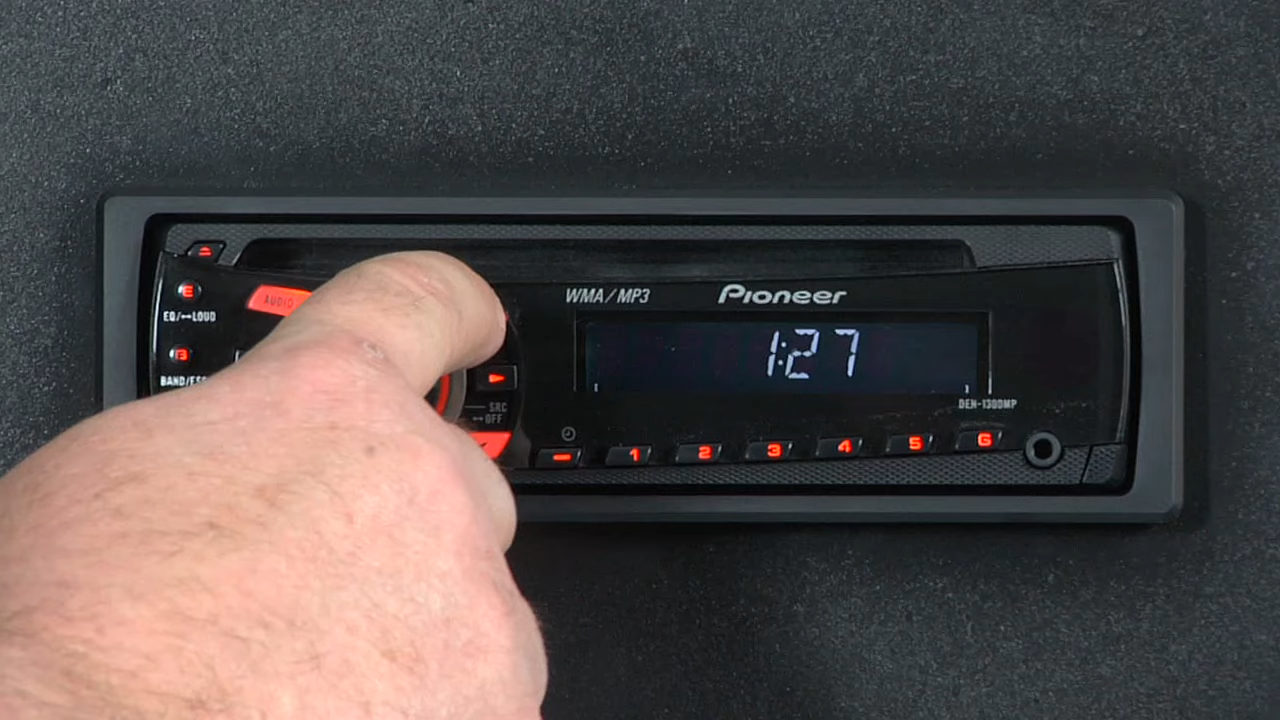 E
EQ/↔LOUD
AUDIO
B
BAND/ES
WMA/MP3
Pioneer
1:27
SRC
↔OFF
DEH-1300MP
1 2 3 4 5 6